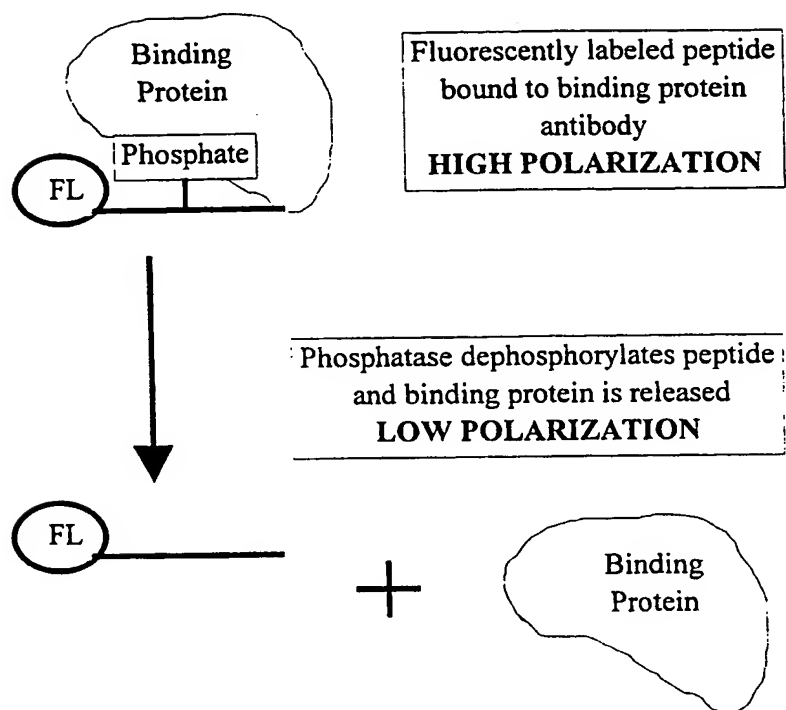 Binding
Protein
Phosphate
FL
Fluorescently labeled peptide
bound to binding protein
antibody
HIGH POLARIZATION
Phosphatase dephosphorylates peptide
and binding protein is released
LOW POLARIZATION
FL
Binding
Protein